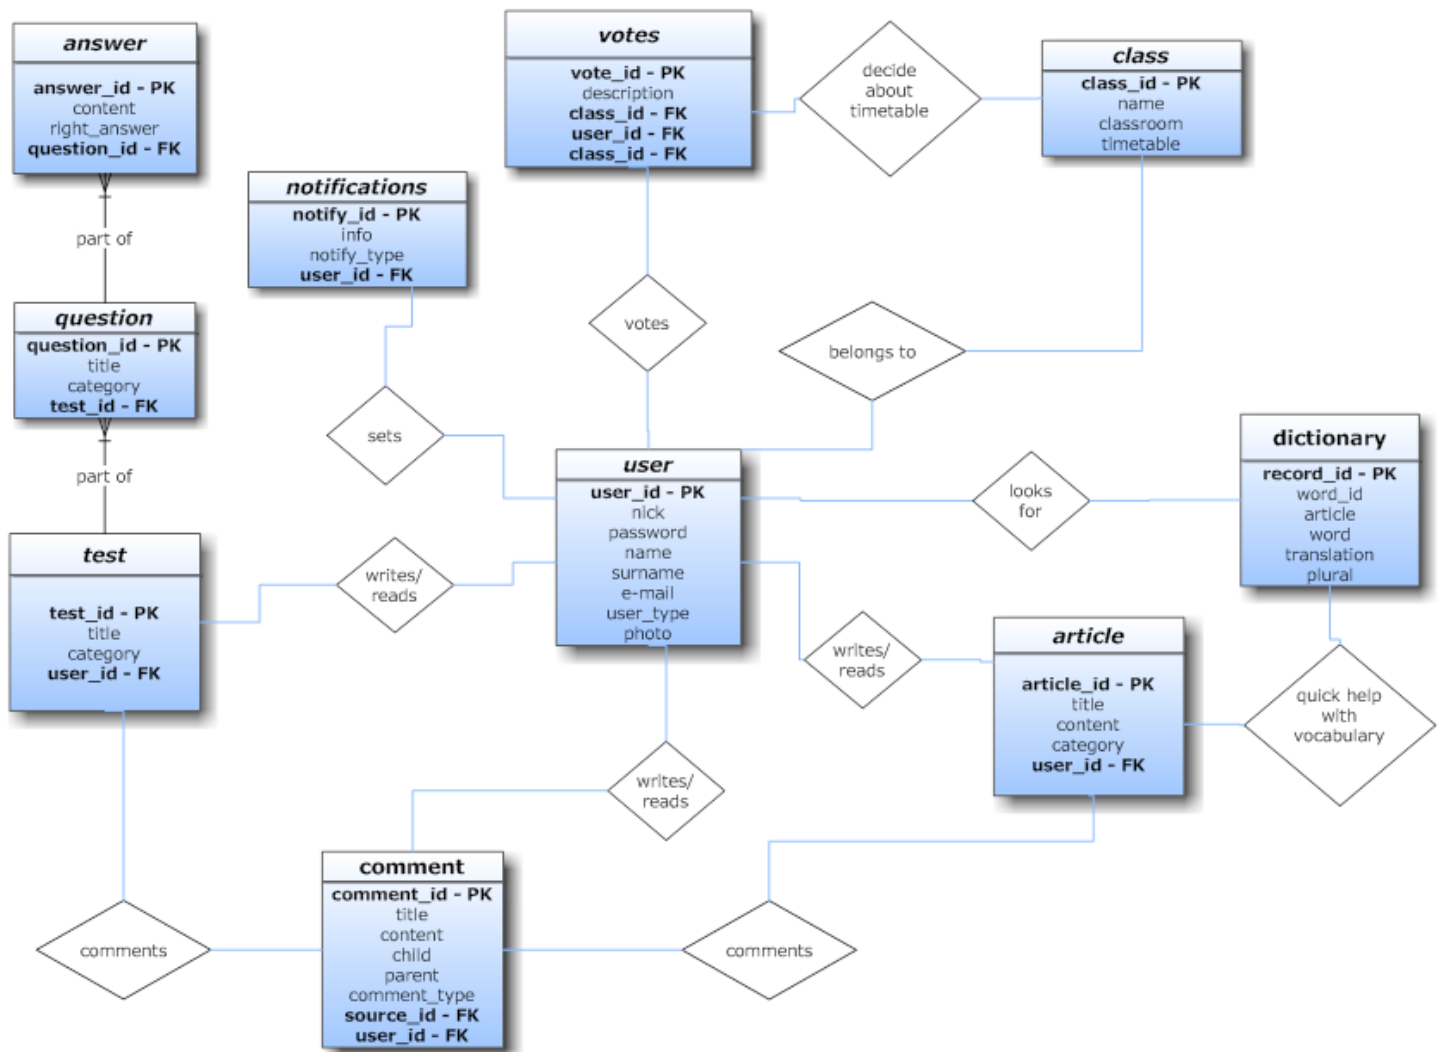 answer
answer_id - PK
content
right_answer
question_id - FK
part of
question
question_id - PK
title
category
test_id - FK
part of
test
test_id - PK
title
category
user_id - FK
notifications
notify_id - PK
info
notify_type
user_id - FK
sets
votes
vote_id - PK
description
class_id - FK
user_id - FK
class_id - FK
decide
about
timetable
class
class_id - PK
name
classroom
timetable
votes
belongs to
user
user_id - PK
nick
password
name
surname
e-mail
user_type
photo
looks
for
dictionary
record_id - PK
word_id
article
word
translation
plural
writes/
reads
writes/
reads
article
article_id - PK
title
content
category
user_id - FK
quick help
with
vocabulary
writes/
reads
comment
comment_id - PK
title
content
child
parent
comment_type
source_id - FK
user_id - FK
comments
comments